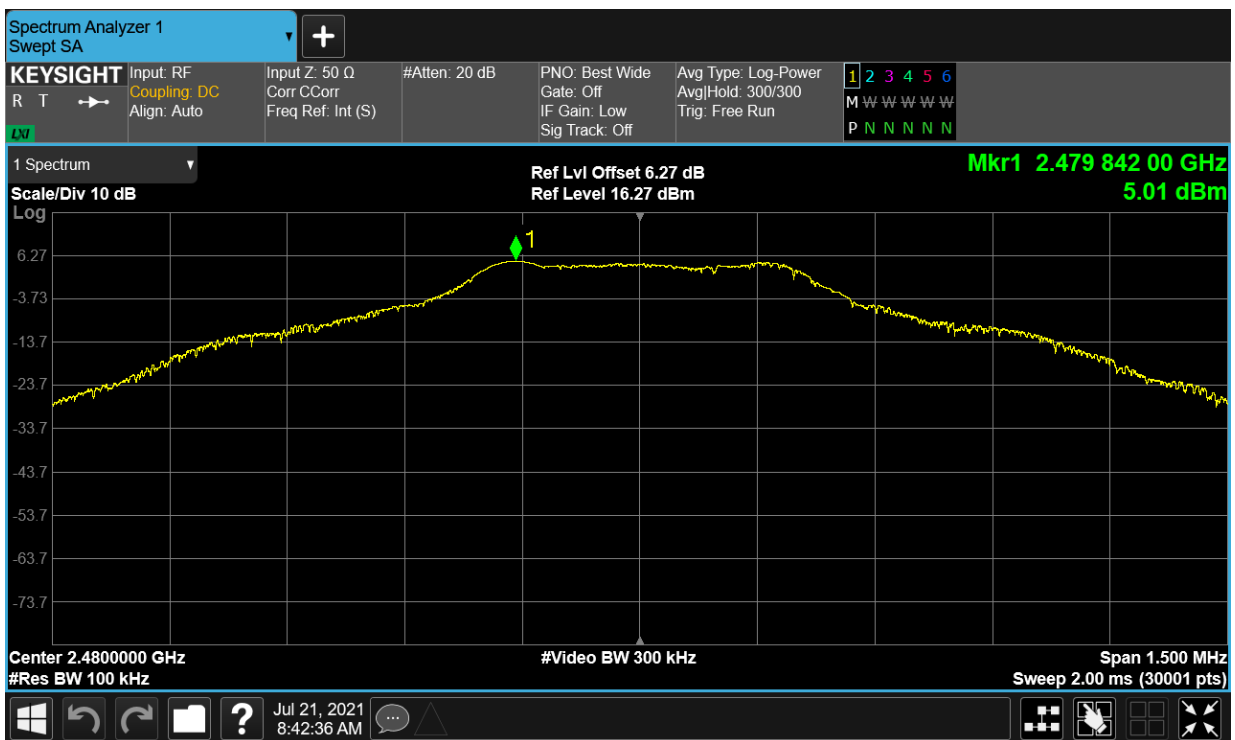 Spectrum Analyzer 1
Swept SA
+
KEYSIGHT
R T
LXI
Input: RF
Coupling: DC
Align: Auto
Input Z: 50 Ω
Corr CCorr
Freq Ref: Int (S)
#Atten: 20 dB
PNO: Best Wide
Gate: Off
IF Gain: Low
Sig Track: Off
Avg Type: Log-Power
Avg|Hold: 300/300
Trig: Free Run
1 2 3 4 5 6
M W W W W W
P N N N N N
1 Spectrum
Scale/Div 10 dB
Log
Ref Lvl Offset 6.27 dB
Ref Level 16.27 dBm
Mkr1 2.479 842 00 GHz
5.01 dBm
1
6.27
-3.73
-13.7
-23.7
-33.7
-43.7
-53.7
-63.7
-73.7
Center 2.4800000 GHz
#Res BW 100 kHz
#Video BW 300 kHz
Span 1.500 MHz
Sweep 2.00 ms (30001 pts)
?
Jul 21, 2021
8:42:36 AM